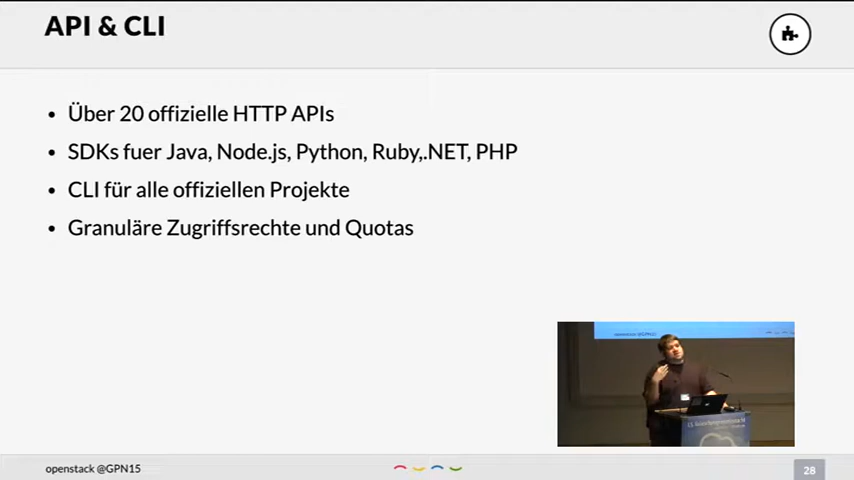 API & CLI
• Über 20 offizielle HTTP APIs
• SDKs fuer Java, Node.js, Python, Ruby,.NET, PHP
• CLI für alle offiziellen Projekte
• Granuläre Zugriffsrechte und Quotas
openstack @GPN15
28